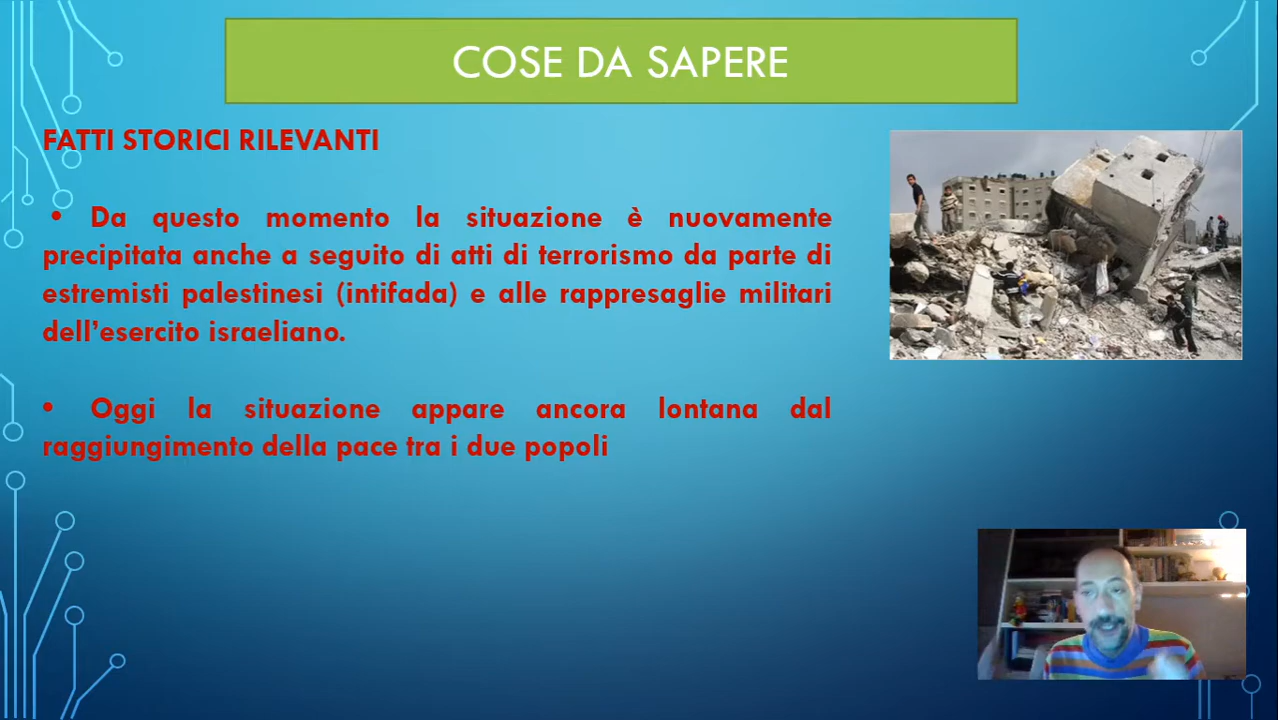 COSE DA SAPERE
FATTI STORICI RILEVANTI
• Da questo momento la situazione è nuovamente
precipitata anche a seguito di atti di terrorismo da parte di
estremisti palestinesi (intifada) e alle rappresaglie militari
dell’esercito israeliano.
• Oggi la situazione appare ancora lontana dal
raggiungimento della pace tra i due popoli